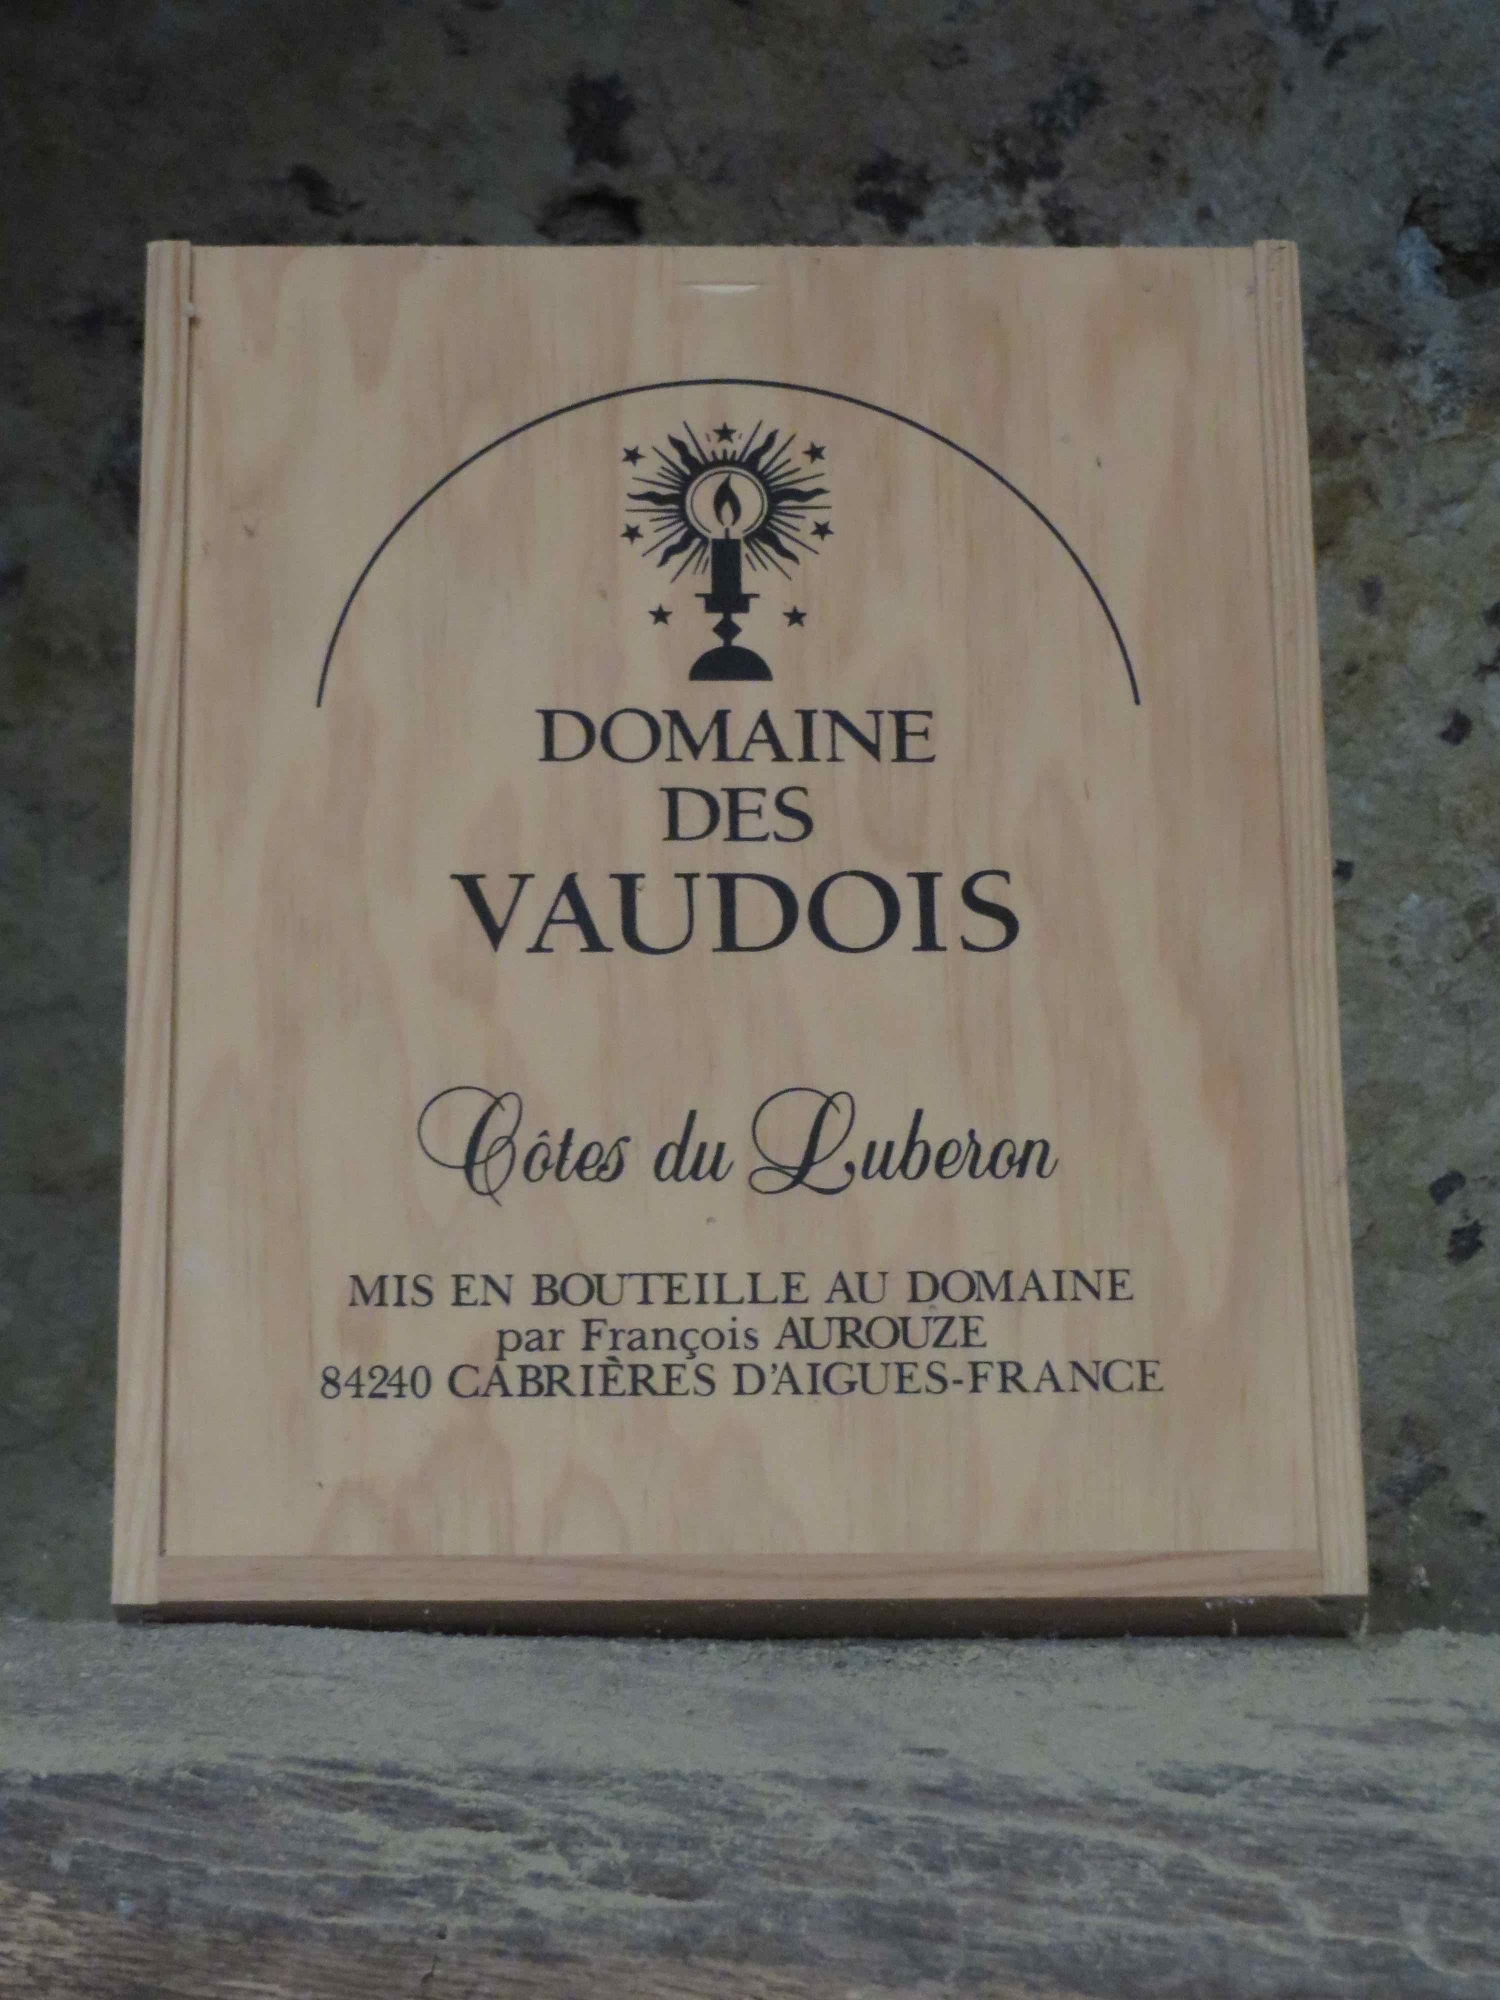 DOMAINE
DES
VAUDOIS
Côtes du Luberon
MIS EN BOUTEILLE AU DOMAINE
par François AUROUZE
84240 CABRIÈRES D'AIGUES-FRANCE